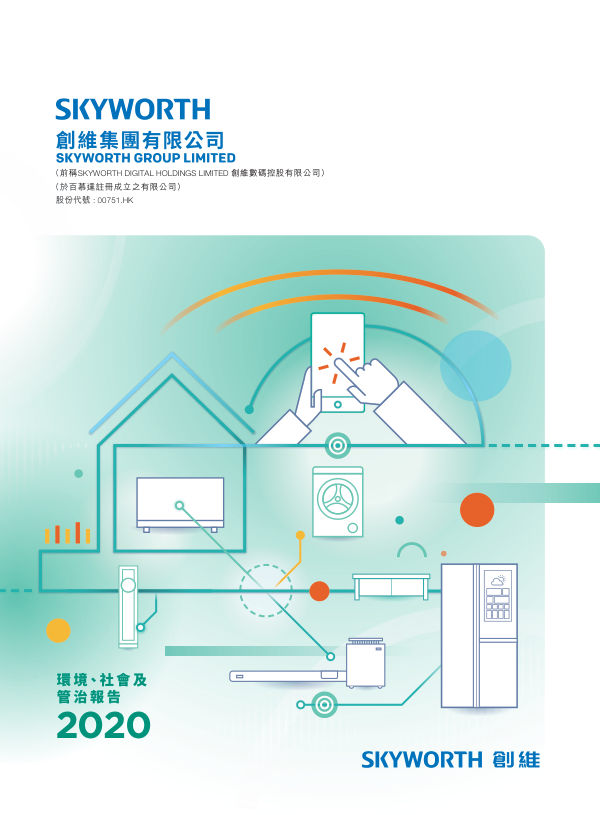 SKYWORTH
創維集團有限公司
SKYWORTH GROUP LIMITED
(前稱SKYWORTH DIGITAL HOLDINGS LIMITED 創維數碼控股有限公司)
(於百慕達註冊成立之有限公司)
股份代號 : 00751.HK
環境、社會及
管治報告
2020
SKYWORTH 創維